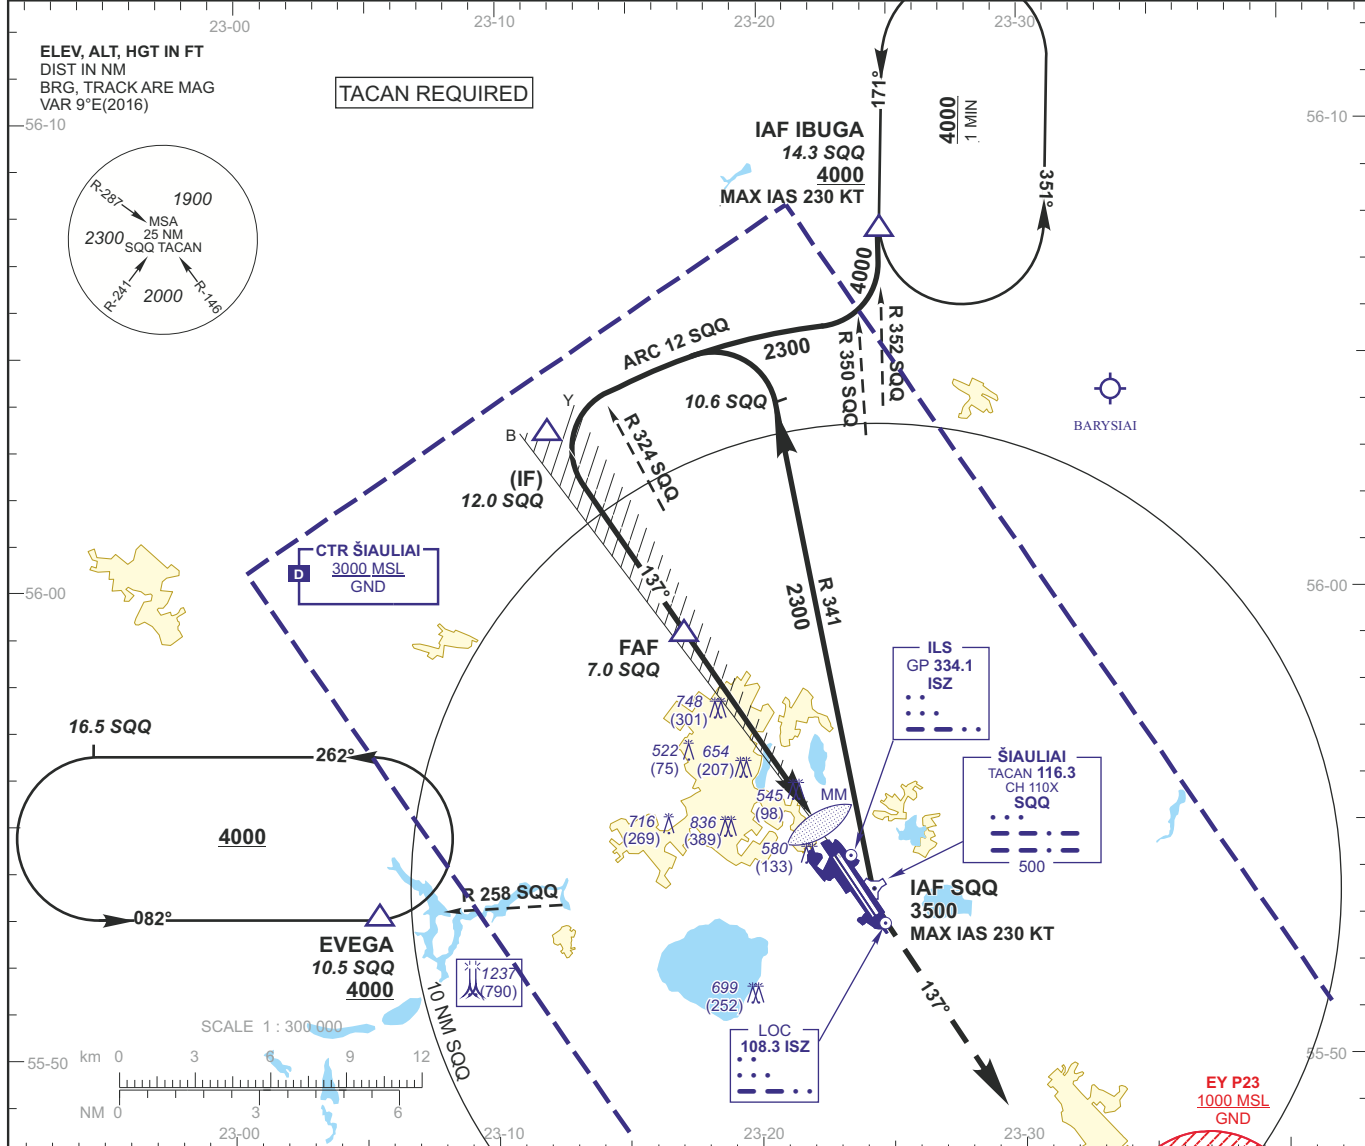 23-00
23-10
23-20
23-30
ELEV, ALT, HGT IN FT
DIST IN NM
BRG, TRACK ARE MAG
VAR 9°E(2016)
TACAN REQUIRED
56-10
56-10
171°
4000
1 MIN
351°
IAF IBUGA
14.3 SQQ
4000
MAX IAS 230 KT
R-287
1900
MSA
25 NM
SQQ TACAN
2300
R-241
2000
R-146
4000
ARC 12 SQQ
2300
R 350 SQQ
R 352 SQQ
10.6 SQQ
Y
B
R 324 SQQ
(IF)
12.0 SQQ
BARYSIAI
CTR ŠIAULIAI
D
3000 MSL
GND
56-00
56-00
137°
2300
R 341
FAF
7.0 SQQ
ILS
GP 334.1
ISZ
748
(301)
522
(75)
654
(207)
545
(98)
MM
716
(269)
836
(389)
580
(133)
ŠIAULIAI
TACAN 116.3
CH 110X
SQQ
500
16.5 SQQ
262°
4000
082°
R 258 SQQ
EVEGA
10.5 SQQ
4000
IAF SQQ
3500
MAX IAS 230 KT
1237
(790)
699
(252)
137°
10 NM SQQ
LOC
108.3 ISZ
SCALE 1 : 300 000
km 0 3 6 9 12
NM 0 3 6
55-50
55-50
EY P23
1000 MSL
GND
23-00
23-10
23-20
23-30